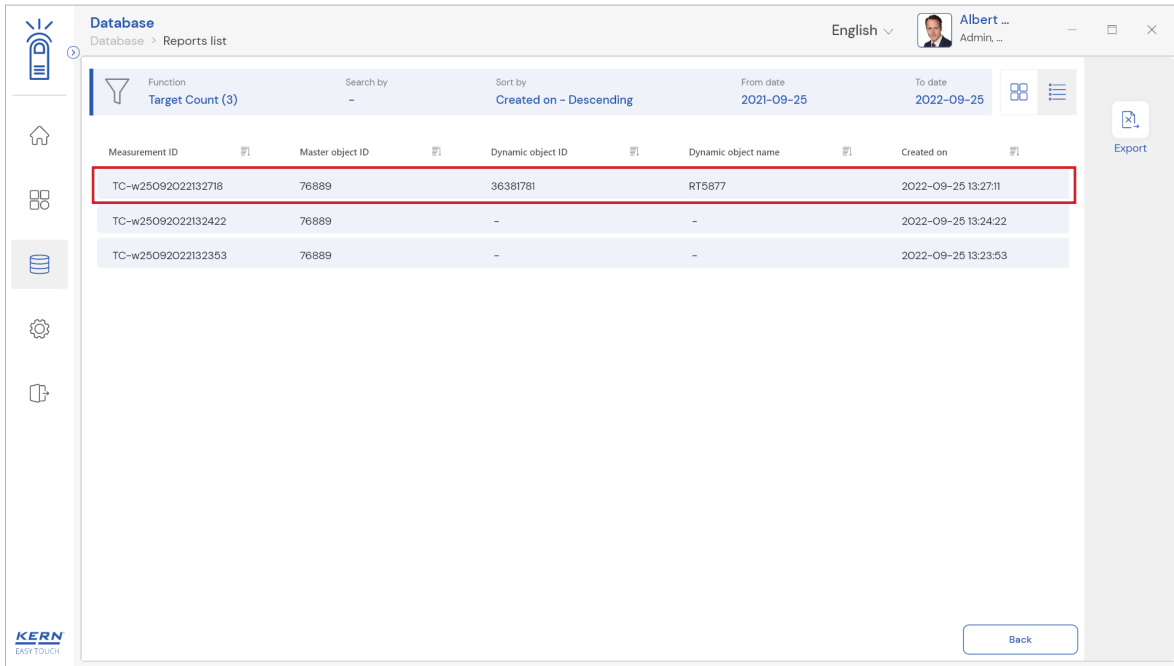 Database
Database > Reports list
English
Albert ...
Admin, ...
Function
Target Count (3)
Search by
-
Sort by
Created on - Descending
From date
2021-09-25
To date
2022-09-25
Export
Measurement ID Master object ID Dynamic object ID Dynamic object name Created on
TC-w25092022132718 76889 36381781 RT5877 2022-09-25 13:27:11
TC-w25092022132422 76889 - - 2022-09-25 13:24:22
TC-w25092022132353 76889 - - 2022-09-25 13:23:53
Back
KERN
EASY TOUCH